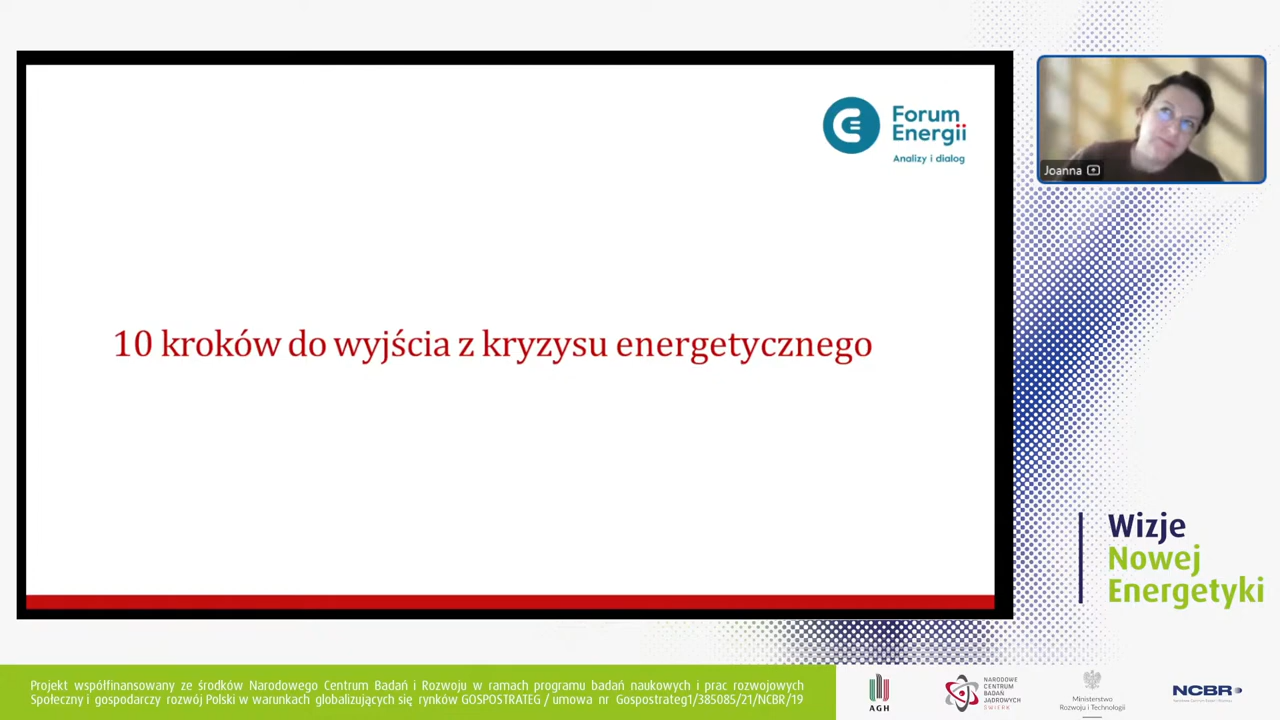 Forum
Energii
Analizy i dialog
Joanna
10 kroków do wyjścia z kryzysu energetycznego
Wizje
Nowej
Energetyki
Projekt współfinansowany ze środków Narodowego Centrum Badań i Rozwoju w ramach programu badań naukowych i prac rozwojowych
Społeczny i gospodarczy rozwój Polski w warunkach globalizujących się rynków GOSPOSTRATEG / umowa nr Gospostrateg1/385085/21/NCBR/19
AGH
NARODOWE
CENTRUM
BADAŃ
JĄDROWYCH
ŚWIERK
Ministerstwo
Rozwoju i Technologii
NCBR